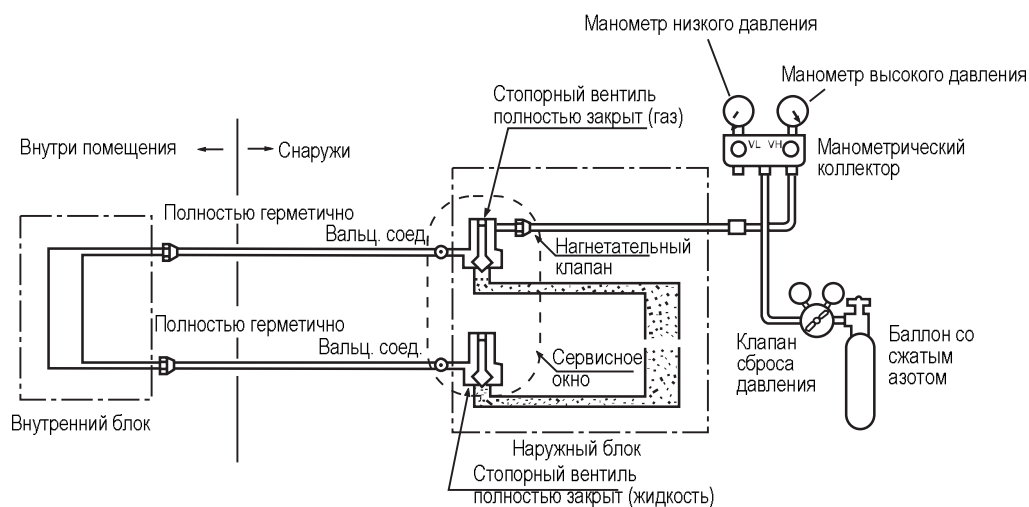 Манометр низкого давления
Манометр высокого давления
Стопорный вентиль
полностью закрыт (газ)
VL VH
Манометрический
коллектор
Внутри помещения
Снаружи
Полностью герметично
Вальц. соед.
Нагнетательный
клапан
Полностью герметично
Вальц. соед.
Сервисное
окно
Клапан
сброса
давления
Баллон со
сжатым
азотом
Внутренний блок
Наружный блок
Стопорный вентиль
полностью закрыт (жидкость)